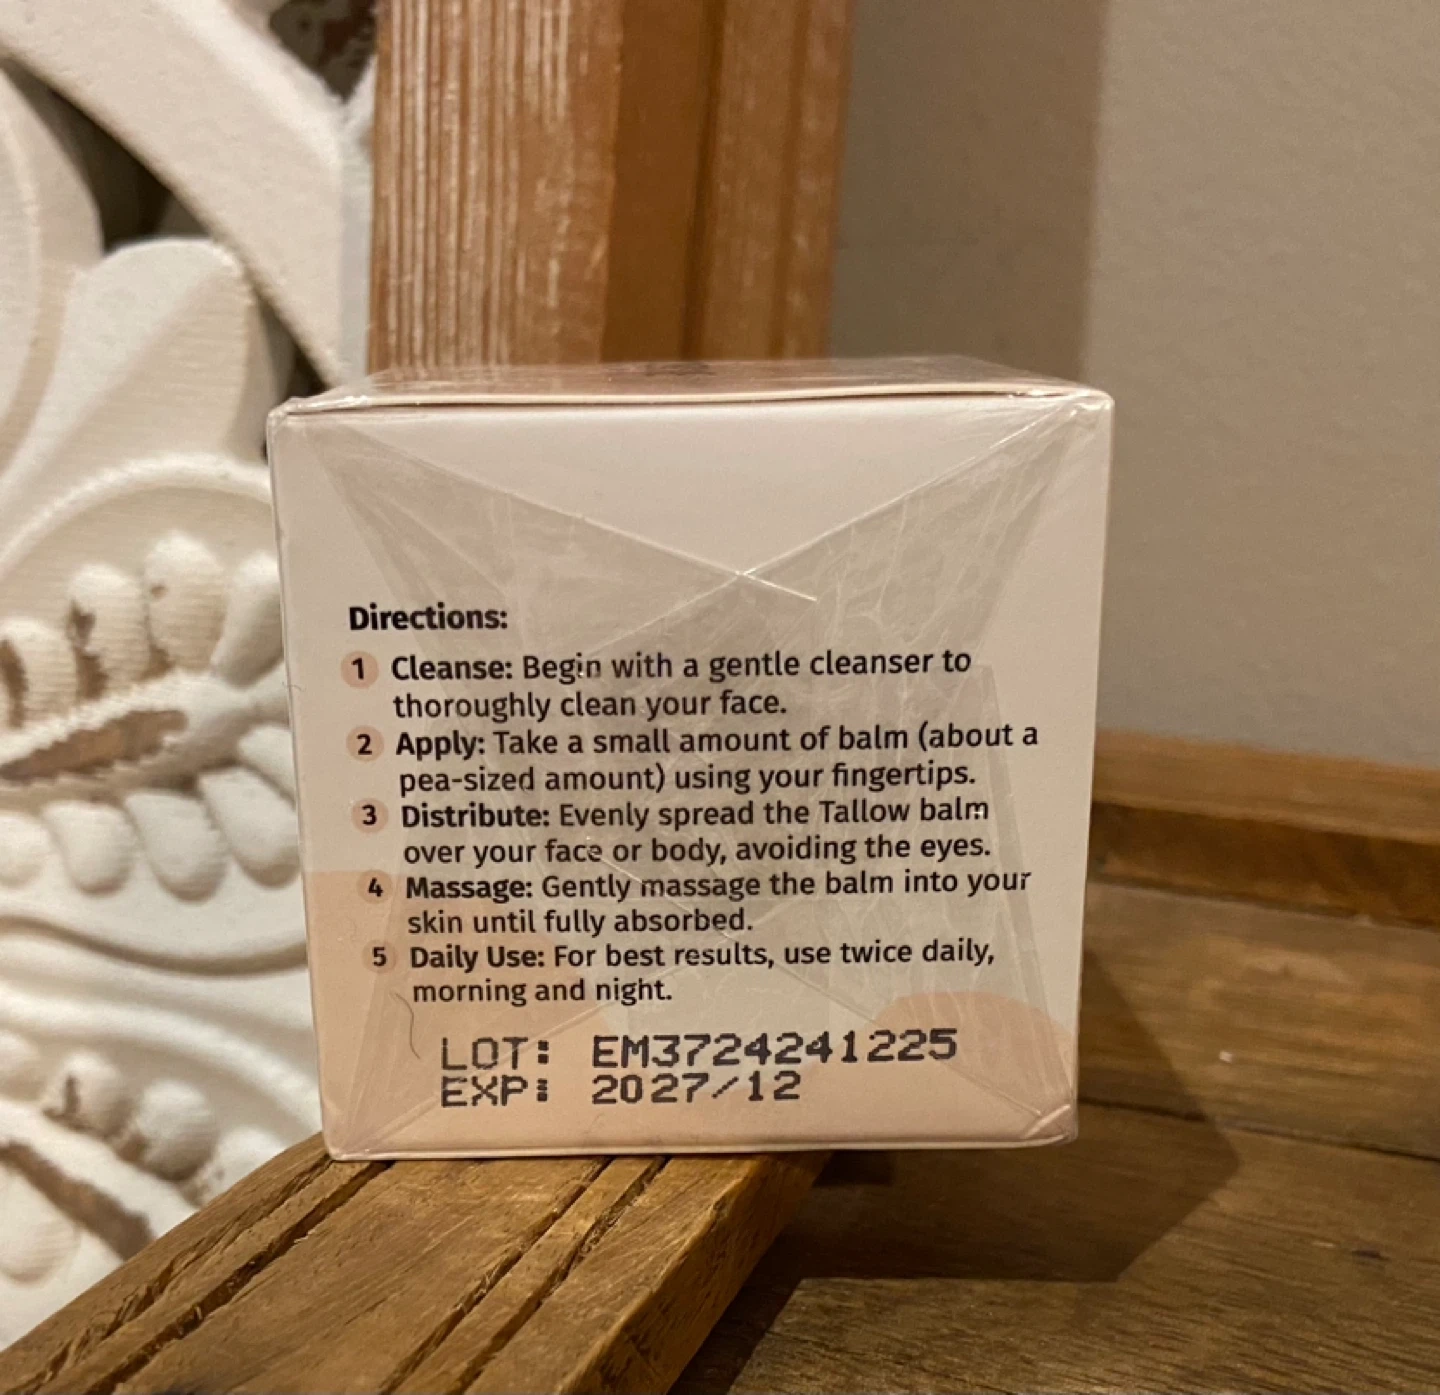 Directions:
1 Cleanse: Begin with a gentle cleanser to
thoroughly clean your face.
2 Apply: Take a small amount of balm (about a
pea-sized amount) using your fingertips.
3 Distribute: Evenly spread the Tallow balm
over your face or body, avoiding the eyes.
4 Massage: Gently massage the balm into your
skin until fully absorbed.
5 Daily Use: For best results, use twice daily,
morning and night.
LOT: EM3724241225
EXP: 2027/12